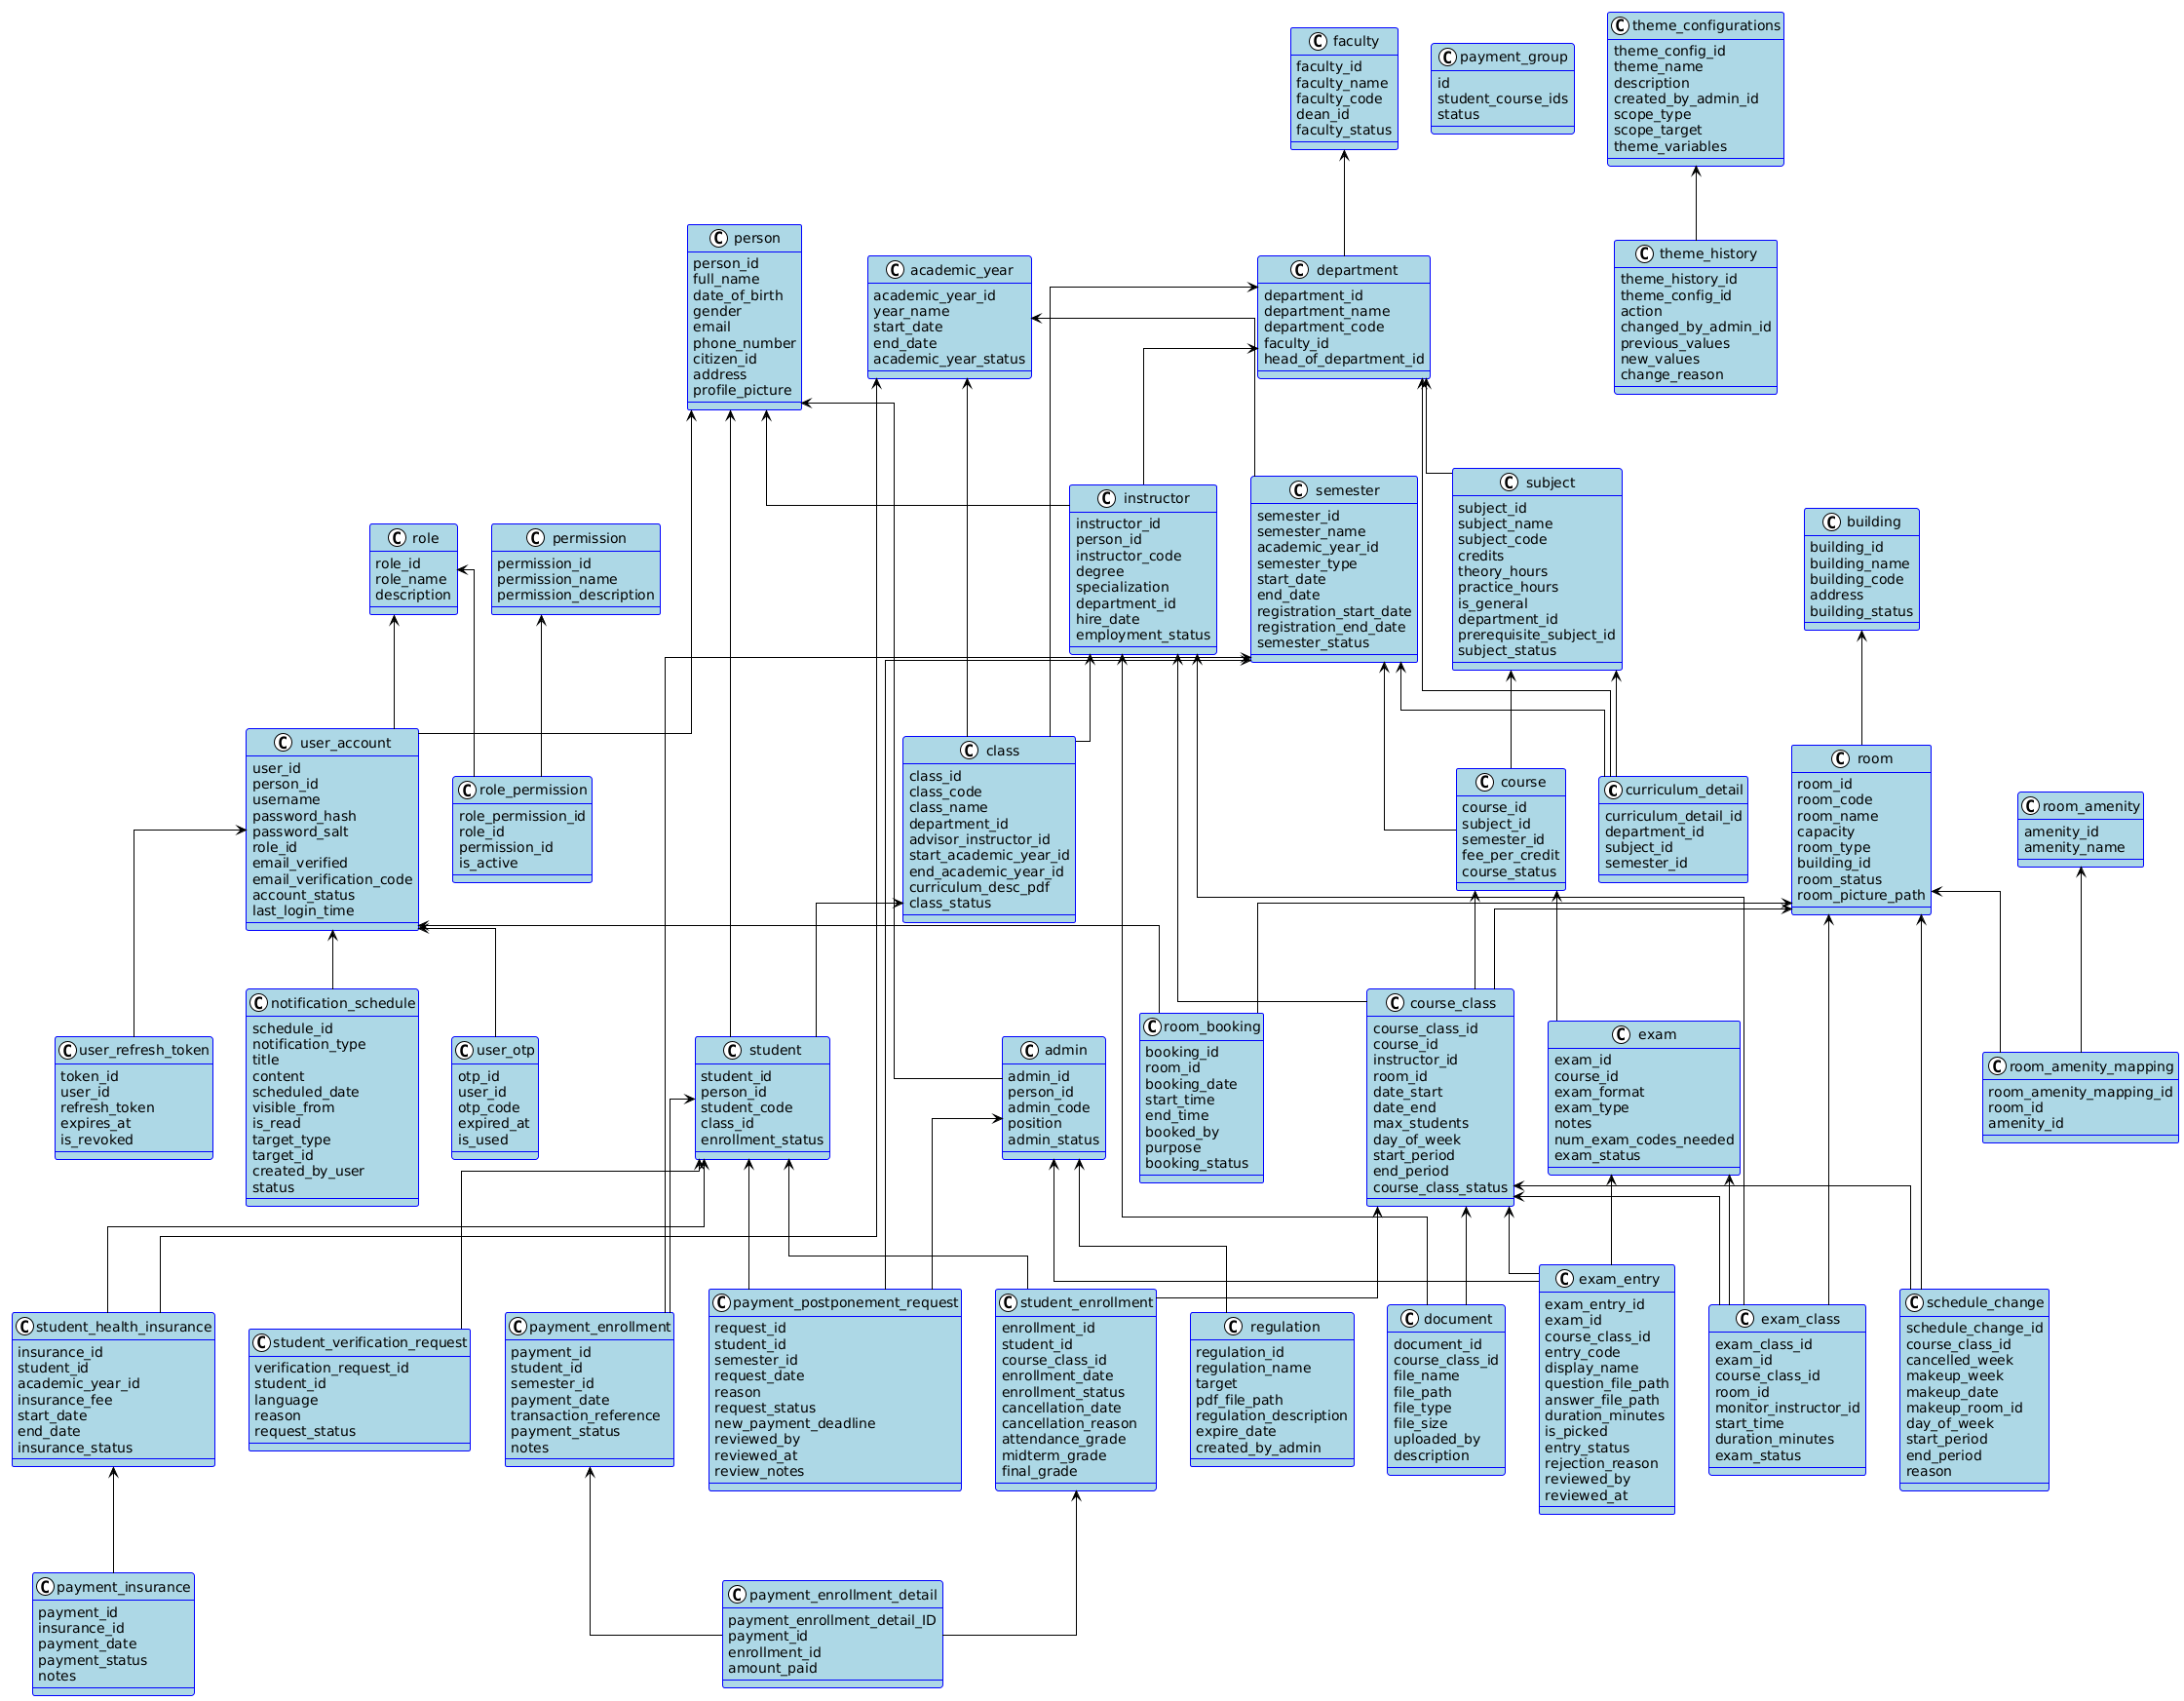 C faculty
faculty_id
faculty_name
faculty_code
dean_id
faculty_status
C payment_group
id
student_course_ids
status
C theme_configurations
theme_config_id
theme_name
description
created_by_admin_id
scope_type
scope_target
theme_variables
C person
person_id
full_name
date_of_birth
gender
email
phone_number
citizen_id
address
profile_picture
C academic_year
academic_year_id
year_name
start_date
end_date
academic_year_status
C department
department_id
department_name
department_code
faculty_id
head_of_department_id
C theme_history
theme_history_id
theme_config_id
action
changed_by_admin_id
previous_values
new_values
change_reason
C role
role_id
role_name
description
C permission
permission_id
permission_name
permission_description
C instructor
instructor_id
person_id
instructor_code
degree
specialization
department_id
hire_date
employment_status
C semester
semester_id
semester_name
academic_year_id
semester_type
start_date
end_date
registration_start_date
registration_end_date
semester_status
C subject
subject_id
subject_name
subject_code
credits
theory_hours
practice_hours
is_general
department_id
prerequisite_subject_id
subject_status
C building
building_id
building_name
building_code
address
building_status
C user_account
user_id
person_id
username
password_hash
password_salt
role_id
email_verified
email_verification_code
account_status
last_login_time
C role_permission
role_permission_id
role_id
permission_id
is_active
C class
class_id
class_code
class_name
department_id
advisor_instructor_id
start_academic_year_id
end_academic_year_id
curriculum_desc_pdf
class_status
C course
course_id
subject_id
semester_id
fee_per_credit
course_status
C curriculum_detail
curriculum_detail_id
department_id
subject_id
semester_id
C room
room_id
room_code
room_name
capacity
room_type
building_id
room_status
room_picture_path
C room_amenity
amenity_id
amenity_name
C user_refresh_token
token_id
user_id
refresh_token
expires_at
is_revoked
C notification_schedule
schedule_id
notification_type
title
content
scheduled_date
visible_from
is_read
target_type
target_id
created_by_user
status
C user_otp
otp_id
user_id
otp_code
expired_at
is_used
C student
student_id
person_id
student_code
class_id
enrollment_status
C admin
admin_id
person_id
admin_code
position
admin_status
C room_booking
booking_id
room_id
booking_date
start_time
end_time
booked_by
purpose
booking_status
C course_class
course_class_id
course_id
instructor_id
room_id
date_start
date_end
max_students
day_of_week
start_period
end_period
course_class_status
C exam
exam_id
course_id
exam_format
exam_type
notes
num_exam_codes_needed
exam_status
C room_amenity_mapping
room_amenity_mapping_id
room_id
amenity_id
C student_health_insurance
insurance_id
student_id
academic_year_id
insurance_fee
start_date
end_date
insurance_status
C student_verification_request
verification_request_id
student_id
language
reason
request_status
C payment_enrollment
payment_id
student_id
semester_id
payment_date
transaction_reference
payment_status
notes
C payment_postponement_request
request_id
student_id
semester_id
request_date
reason
request_status
new_payment_deadline
reviewed_by
reviewed_at
review_notes
C student_enrollment
enrollment_id
student_id
course_class_id
enrollment_date
enrollment_status
cancellation_date
cancellation_reason
attendance_grade
midterm_grade
final_grade
C regulation
regulation_id
regulation_name
target
pdf_file_path
regulation_description
expire_date
created_by_admin
C document
document_id
course_class_id
file_name
file_path
file_type
file_size
uploaded_by
description
C exam_entry
exam_entry_id
exam_id
course_class_id
entry_code
display_name
question_file_path
answer_file_path
duration_minutes
is_picked
entry_status
rejection_reason
reviewed_by
reviewed_at
C exam_class
exam_class_id
exam_id
course_class_id
room_id
monitor_instructor_id
start_time
duration_minutes
exam_status
C schedule_change
schedule_change_id
course_class_id
cancelled_week
makeup_week
makeup_date
makeup_room_id
day_of_week
start_period
end_period
reason
C payment_insurance
payment_id
insurance_id
payment_date
payment_status
notes
C payment_enrollment_detail
payment_enrollment_detail_ID
payment_id
enrollment_id
amount_paid